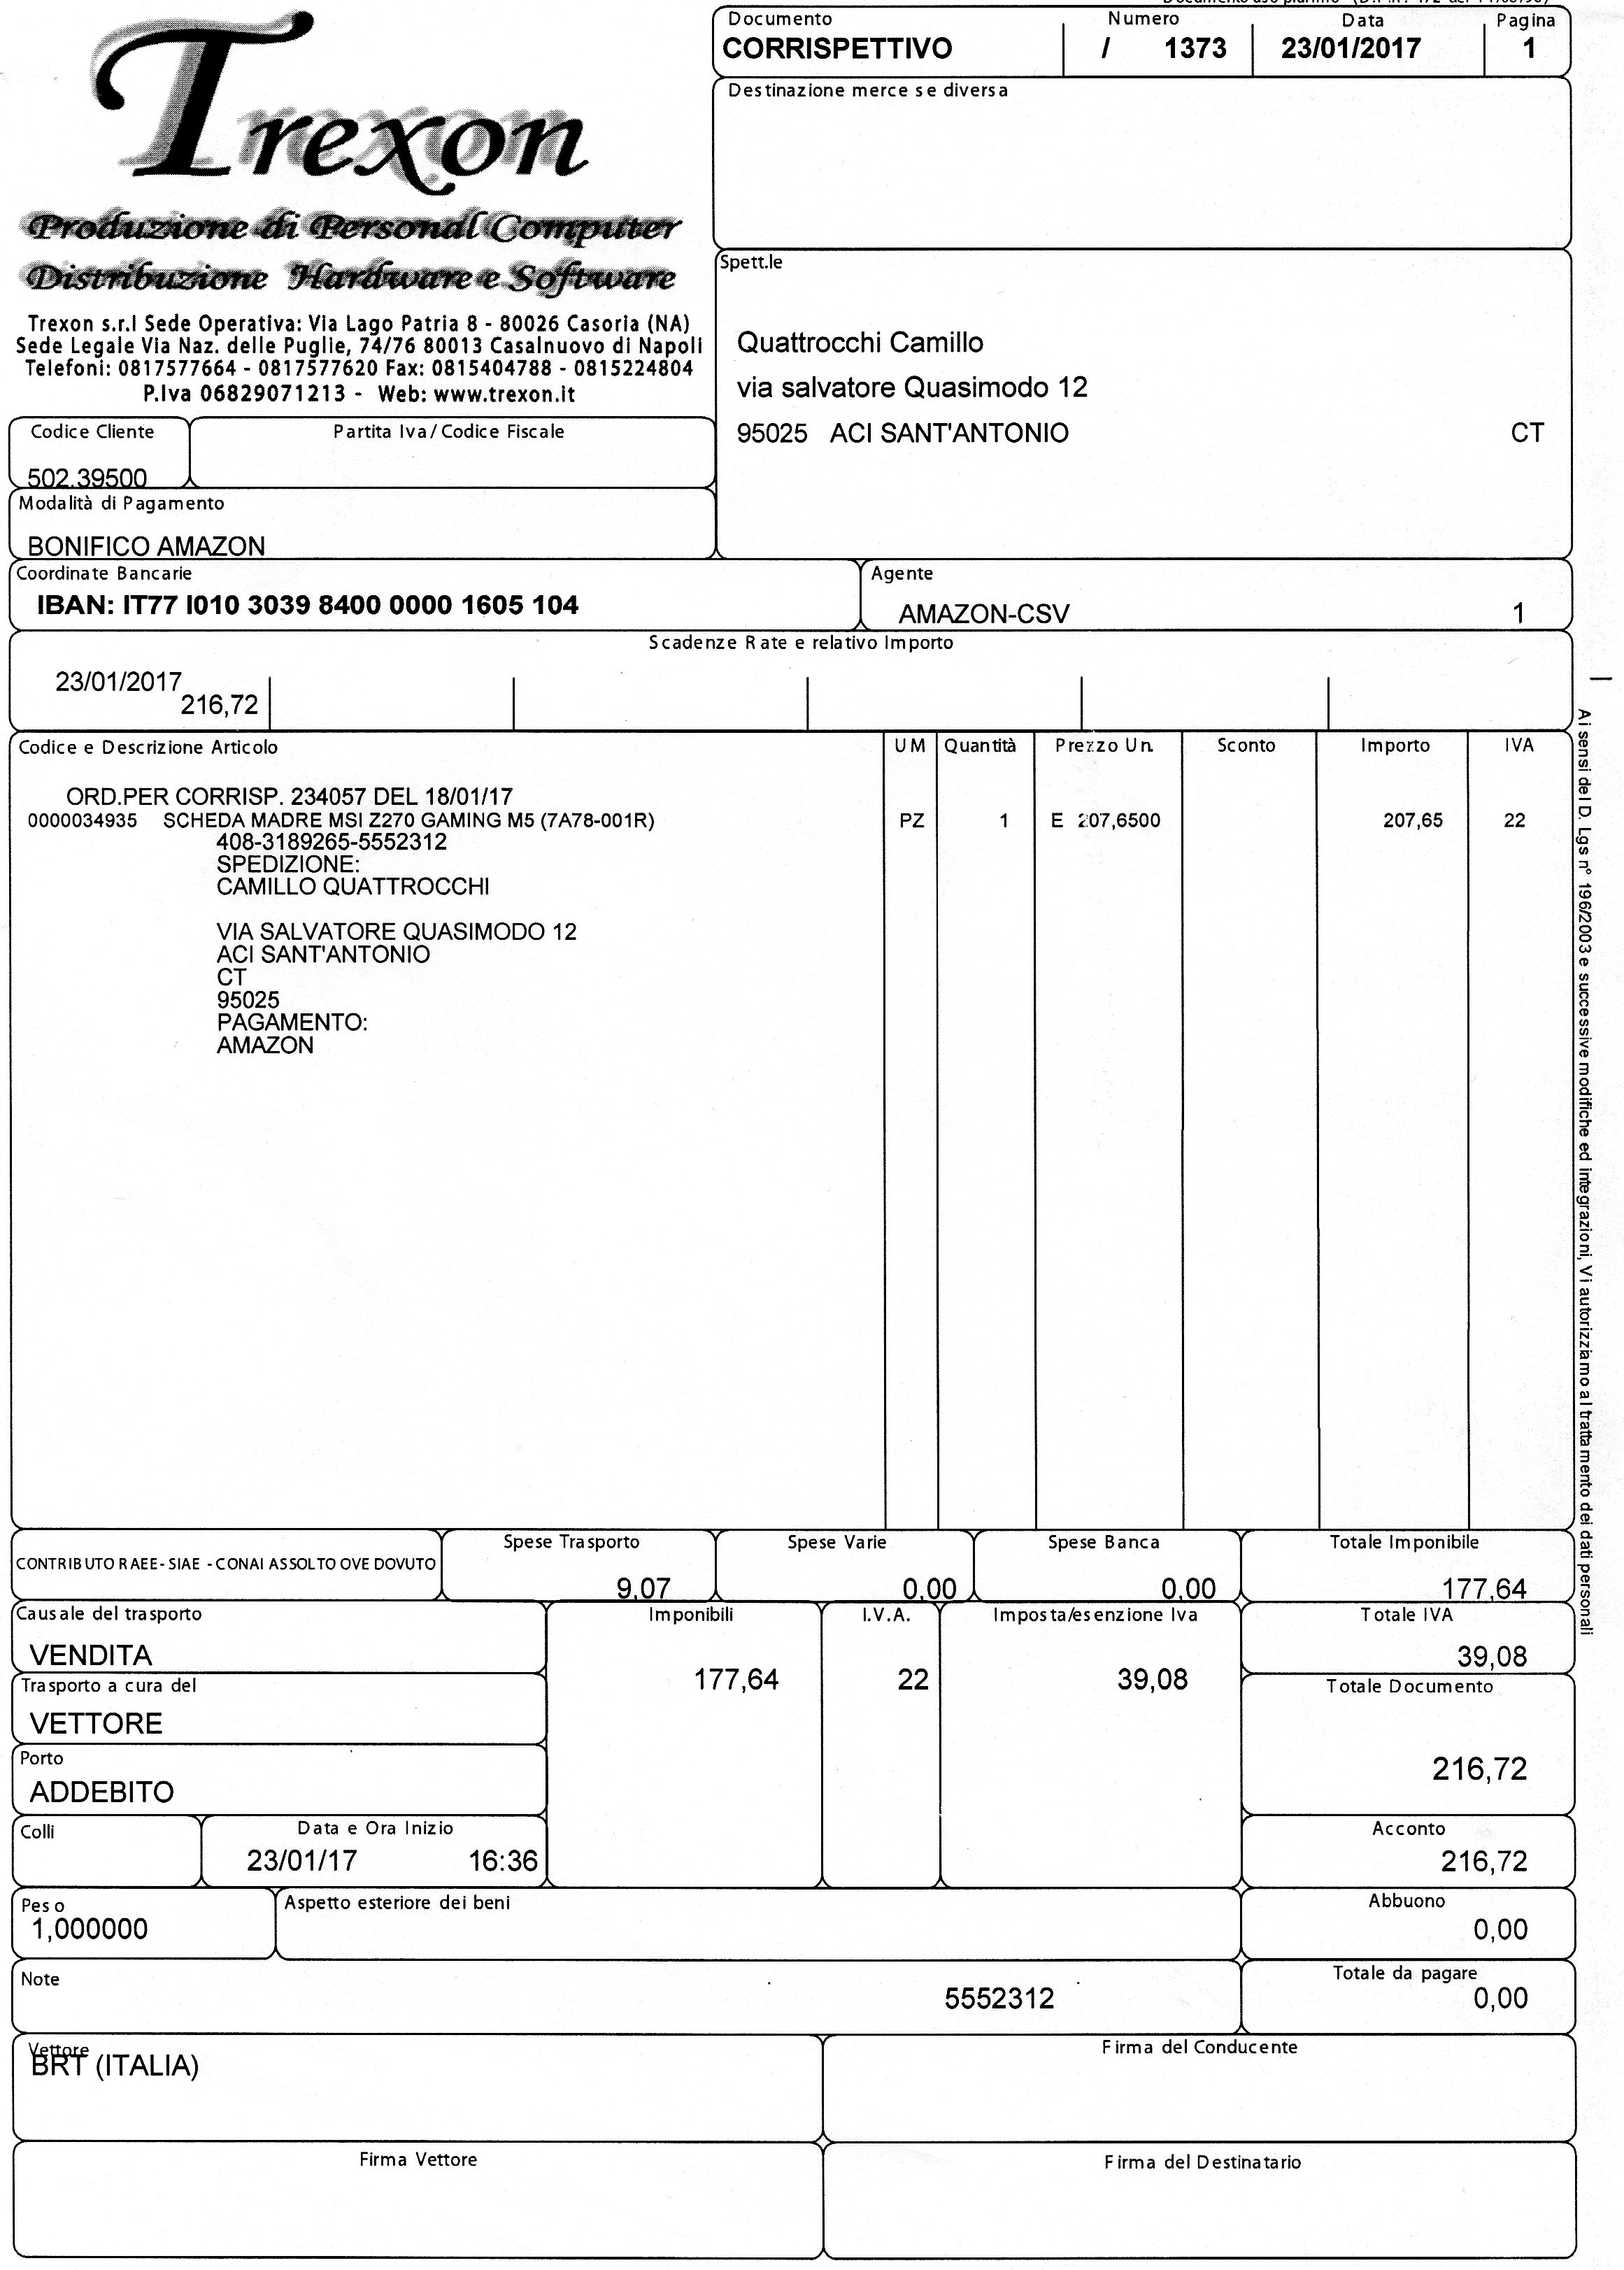 Documento
Numero
Data
Pagina
CORRISPETTIVO / 1373 23/01/2017 1
Trexon
Produzione di Personal Computer
Distribuzione Hardware e Software
Trexon s.r.l Sede Operativa: Via Lago Patria 8 - 80026 Casoria (NA)
Sede Legale Via Naz. delle Puglie, 74/76 80013 Casalnuovo di Napoli
Telefoni: 0817577664 - 0817577620 Fax: 0815404788 - 0815224804
P.Iva 06829071213 - Web: www.trexon.it
Destinazione merce se diversa
Spett.le
Quattrocchi Camillo
via salvatore Quasimodo 12
95025 ACI SANT'ANTONIO CT
Codice Cliente
Partita Iva/Codice Fiscale
502.39500
Modalità di Pagamento
BONIFICO AMAZON
Coordinate Bancarie
IBAN: IT77 I010 3039 8400 0000 1605 104
Agente
AMAZON-CSV 1
Scadenze Rate e relativo Importo
23/01/2017
216,72
Codice e Descrizione Articolo UM Quantità Prezzo Un. Sconto Importo IVA
ORD.PER CORRISP. 234057 DEL 18/01/17
0000034935 SCHEDA MADRE MSI Z270 GAMING M5 (7A78-001R) PZ 1 E 207,6500 207,65 22
408-3189265-5552312
SPEDIZIONE:
CAMILLO QUATTROCCHI
VIA SALVATORE QUASIMODO 12
ACI SANT'ANTONIO
CT
95025
PAGAMENTO:
AMAZON
Ai sensi del D. Lgs n° 196/2003 e successive modifiche ed integrazioni, Vi autorizziamo al trattamento dei dati personali
CONTRIBUTO RAEE- SIAE - CONAI ASSOLTO OVE DOVUTO
Spese Trasporto
9,07
Spese Varie
0,00
Spese Banca
0,00
Totale Imponibile
177,64
Causale del trasporto
VENDITA
Imponibili
177,64
I.V.A.
22
Imposta/esenzione Iva
39,08
Totale IVA
39,08
Trasporto a cura del
VETTORE
Totale Documento
216,72
Porto
ADDEBITO
Colli
Data e Ora Inizio
23/01/17 16:36
Acconto
216,72
Peso
1,000000
Aspetto esteriore dei beni
Abbuono
0,00
Note
5552312
Totale da pagare
0,00
Vettore
BRT (ITALIA)
Firma del Conducente
Firma Vettore
Firma del Destinatario